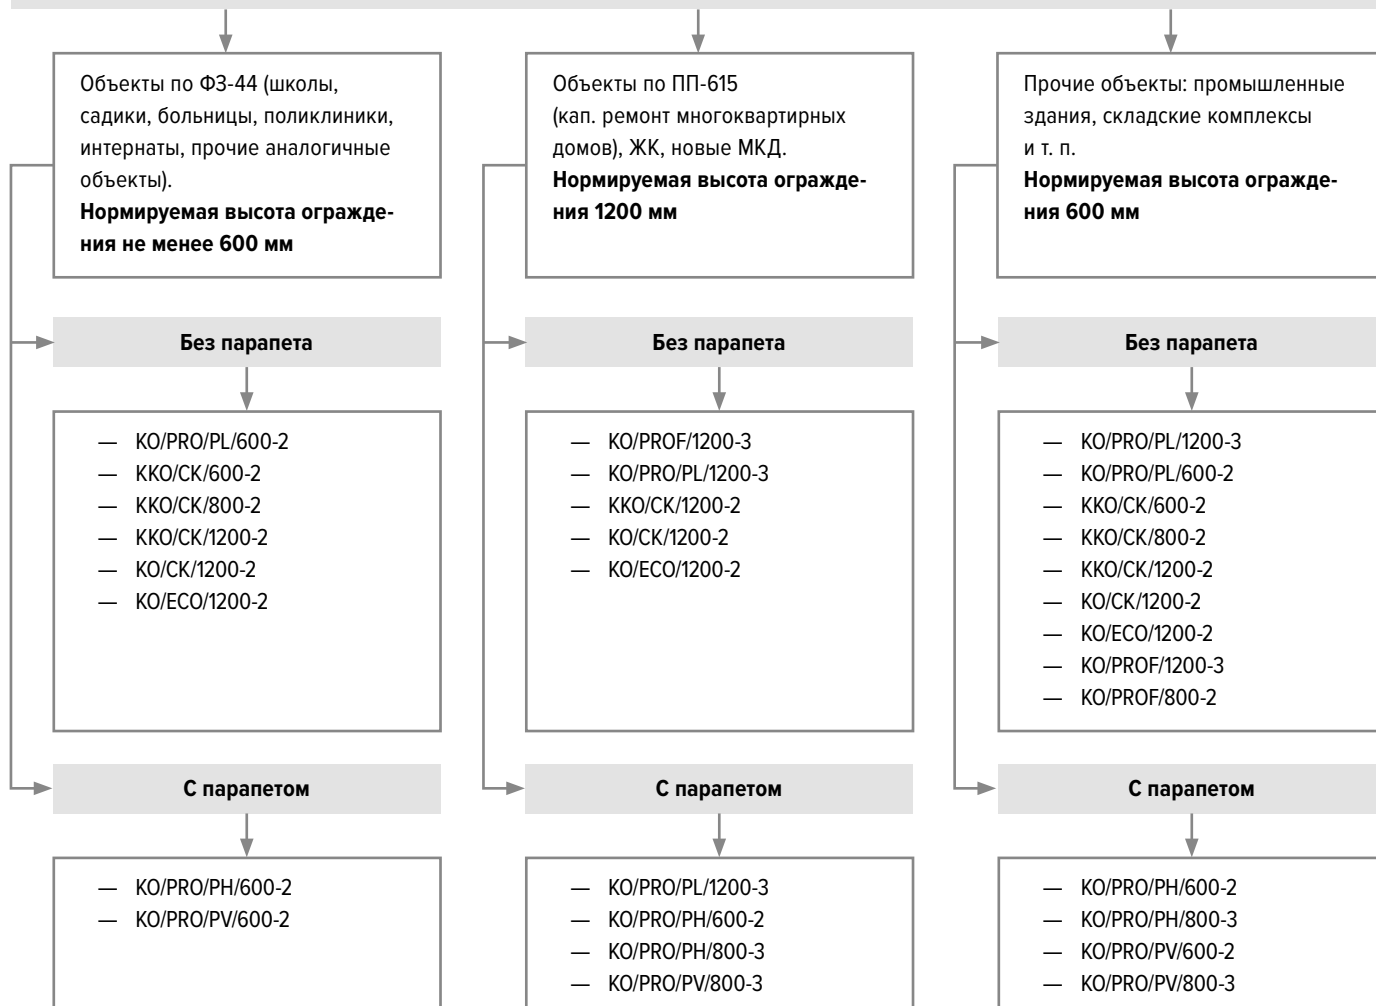 Объекты по ФЗ-44 (школы,
садики, больницы, поликлиники,
интернаты, прочие аналогичные
объекты).
Нормируемая высота огражде-
ния не менее 600 мм
Без парапета
— KO/PRO/PL/600-2
— KKO/CK/600-2
— KKO/CK/800-2
— KKO/CK/1200-2
— KO/CK/1200-2
— KO/ECO/1200-2
С парапетом
— KO/PRO/PH/600-2
— KO/PRO/PV/600-2
Объекты по ПП-615
(кап. ремонт многоквартирных
домов), ЖК, новые МКД.
Нормируемая высота огражде-
ния 1200 мм
Без парапета
— KO/PROF/1200-3
— KO/PRO/PL/1200-3
— KKO/CK/1200-2
— KO/CK/1200-2
— KO/ECO/1200-2
С парапетом
— KO/PRO/PL/1200-3
— KO/PRO/PH/600-2
— KO/PRO/PH/800-3
— KO/PRO/PV/800-3
Прочие объекты: промышленные
здания, складские комплексы
и т. п.
Нормируемая высота огражде-
ния 600 мм
Без парапета
— KO/PRO/PL/1200-3
— KO/PRO/PL/600-2
— KKO/CK/600-2
— KKO/CK/800-2
— KKO/CK/1200-2
— KO/CK/1200-2
— KO/ECO/1200-2
— KO/PROF/1200-3
— KO/PROF/800-2
С парапетом
— KO/PRO/PH/600-2
— KO/PRO/PH/800-3
— KO/PRO/PV/600-2
— KO/PRO/PV/800-3